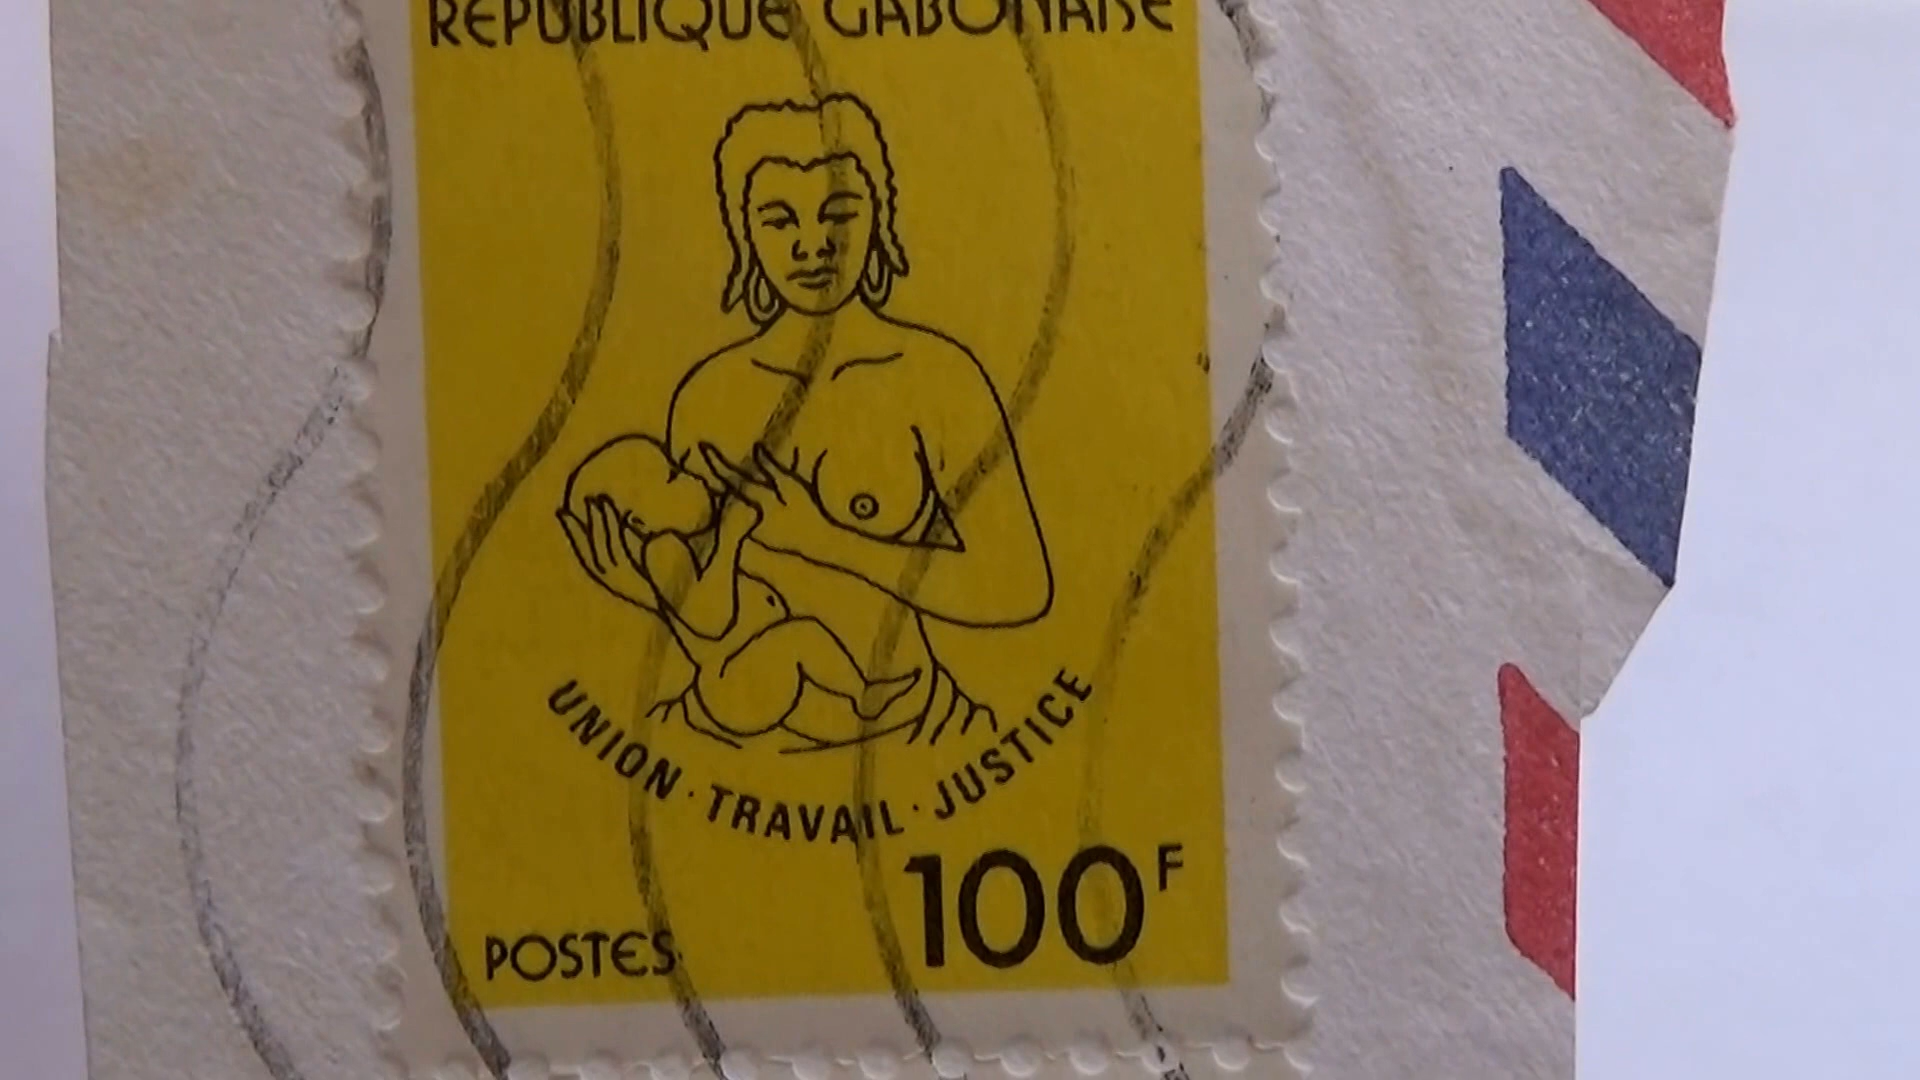 REPUBLIQUE GABONAISE
UNION · TRAVAIL · JUSTICE
100F
POSTES